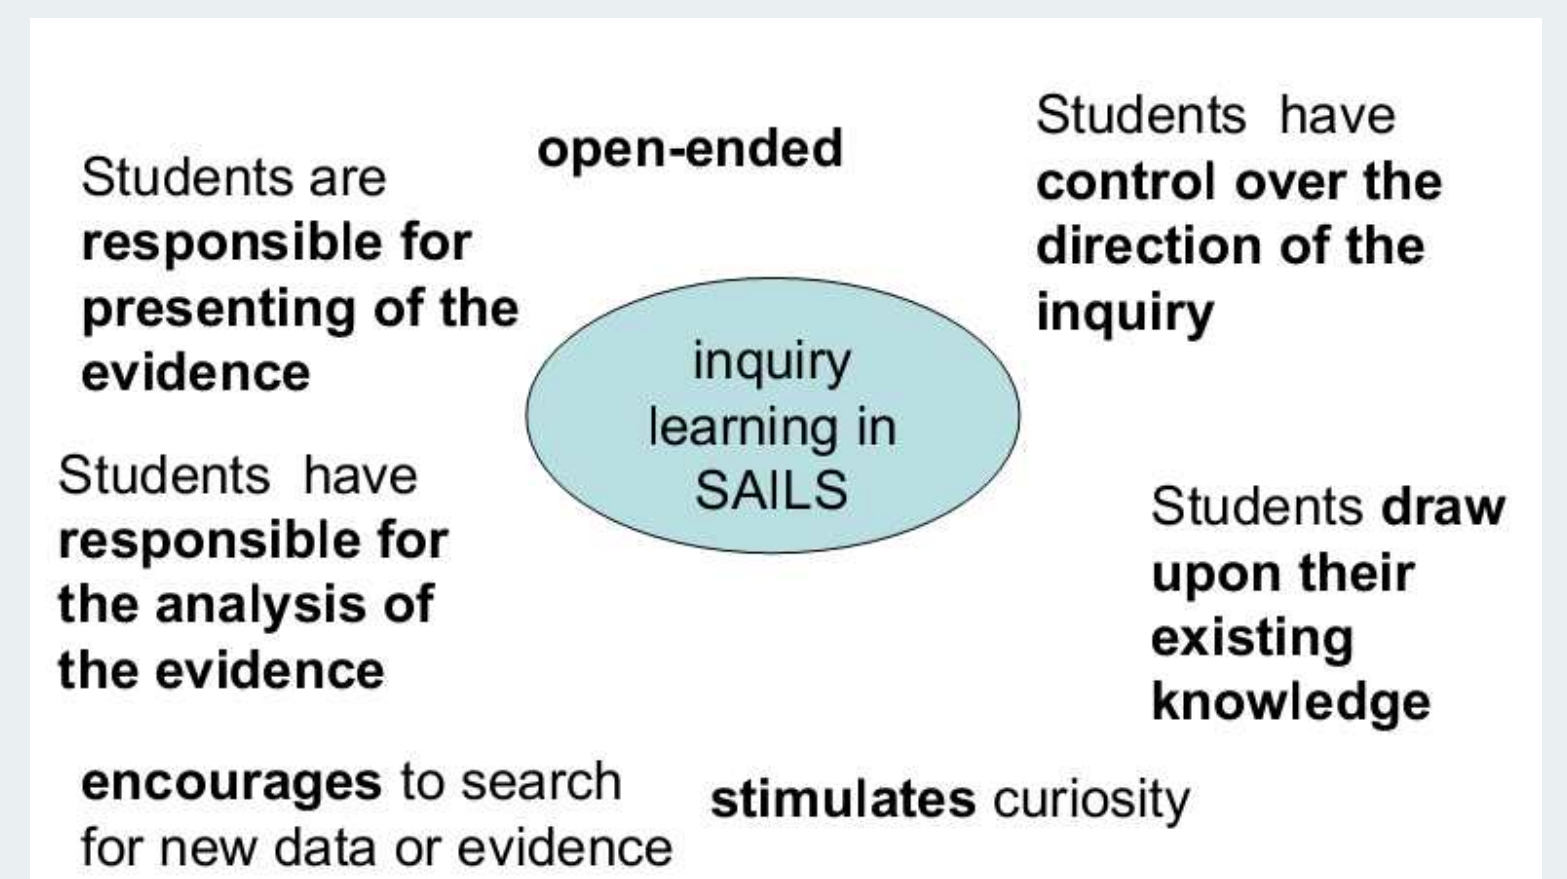 open-ended
Students are
responsible for
presenting of the
evidence
Students have
control over the
direction of the
inquiry
inquiry
learning in
SAILS
Students have
responsible for
the analysis of
the evidence
Students draw
upon their
existing
knowledge
encourages to search
for new data or evidence
stimulates curiosity